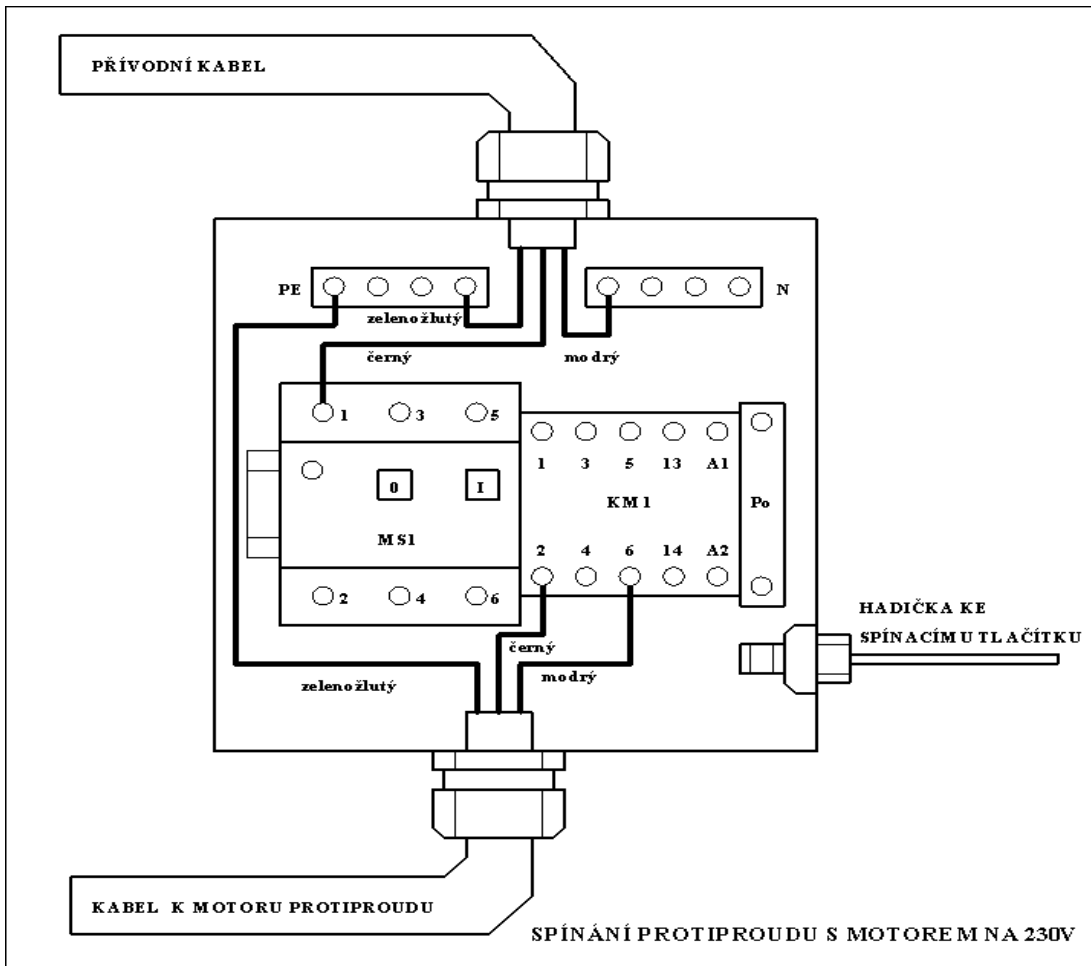 PŘÍVODNÍ KABEL
PE
N
zelenožlutý
černý
modrý
1 3 5
1 3 5 13 A1
0 I
KM1
Po
MS1
2 4 6 14 A2
2 4 6
HADIČKA KE
SPÍNACÍMU TLAČÍTKU
černý
modrý
zelenožlutý
KABEL K MOTORU PROTIPROUDU
SPÍNÁNÍ PROTIPROUDU S MOTOREM NA 230V